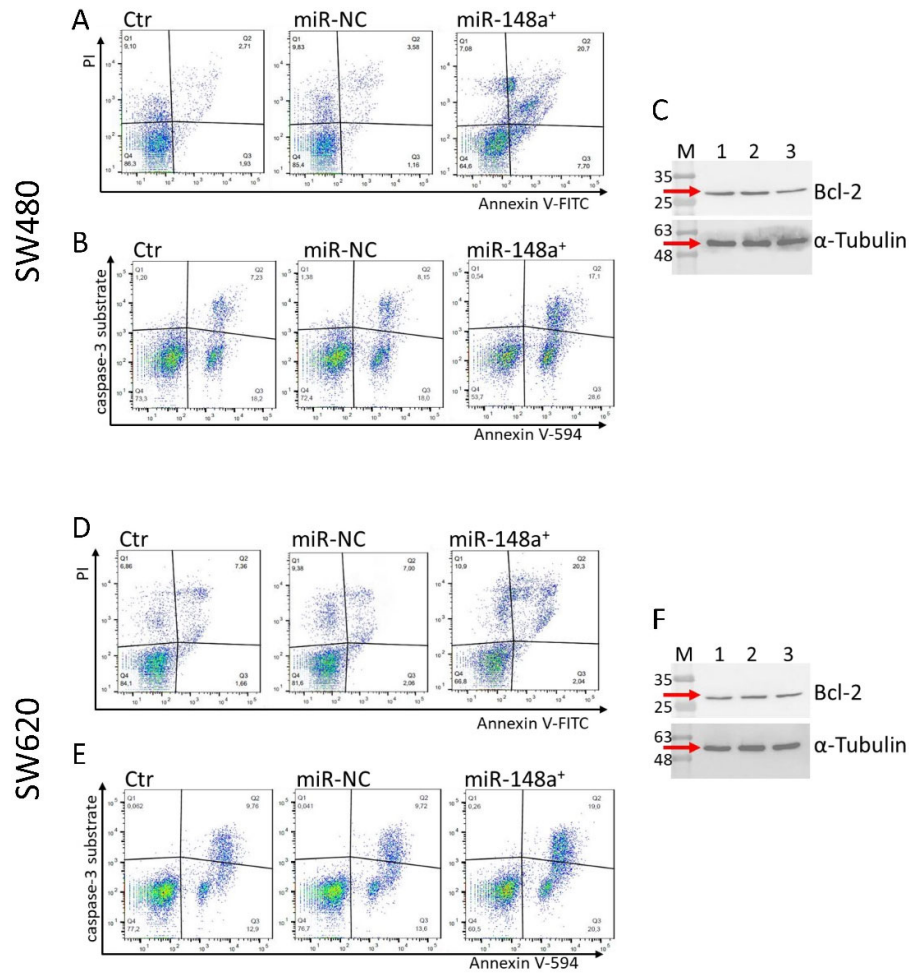 SW480
A
Ctr
miR-NC
miR-148a⁺
PI
Q1
9,10
Q2
2,71
Q4
86,3
Q3
1,93
Q1
9,83
Q2
3,58
Q4
85,4
Q3
1,16
Q1
7,08
Q2
20,7
Q4
64,6
Q3
7,70
Annexin V-FITC
B
Ctr
miR-NC
miR-148a⁺
caspase-3 substrate
Q1
1,20
Q2
7,23
Q4
73,3
Q3
18,2
Q1
1,38
Q2
8,15
Q4
72,4
Q3
18,0
Q1
0,54
Q2
17,1
Q4
53,7
Q3
28,6
Annexin V-594
C
M 1 2 3
35
25
Bcl-2
63
48
α-Tubulin
SW620
D
Ctr
miR-NC
miR-148a⁺
PI
Q1
6,86
Q2
7,36
Q4
84,1
Q3
1,66
Q1
9,38
Q2
7,00
Q4
81,6
Q3
2,06
Q1
10,9
Q2
20,3
Q4
66,8
Q3
2,04
Annexin V-FITC
E
Ctr
miR-NC
miR-148a⁺
caspase-3 substrate
Q1
0,062
Q2
9,76
Q4
77,2
Q3
12,9
Q1
0,041
Q2
9,72
Q4
76,7
Q3
13,6
Q1
0,26
Q2
19,0
Q4
60,5
Q3
20,3
Annexin V-594
F
M 1 2 3
35
25
Bcl-2
63
48
α-Tubulin